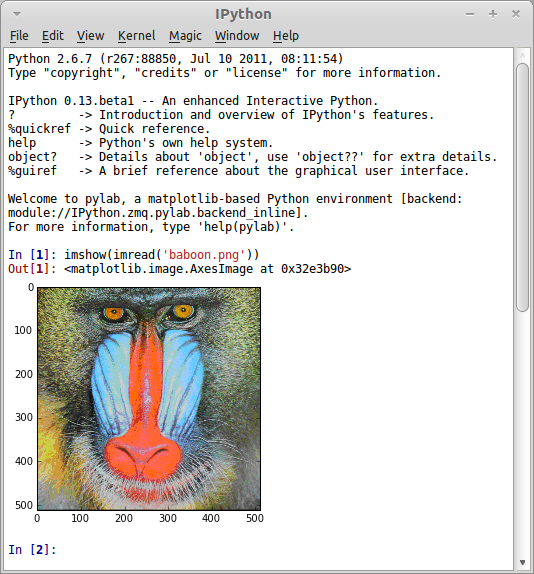 IPython
File Edit View Kernel Magic Window Help
Python 2.6.7 (r267:88850, Jul 10 2011, 08:11:54)
Type "copyright", "credits" or "license" for more information.
IPython 0.13.beta1 -- An enhanced Interactive Python.
?         -> Introduction and overview of IPython's features.
%quickref -> Quick reference.
help      -> Python's own help system.
object?   -> Details about 'object', use 'object??' for extra details.
%guiref   -> A brief reference about the graphical user interface.
Welcome to pylab, a matplotlib-based Python environment [backend:
module://IPython.zmq.pylab.backend_inline].
For more information, type 'help(pylab)'.
In [1]: imshow(imread('baboon.png'))
Out[1]: <matplotlib.image.AxesImage at 0x32e3b90>
0
100
200
300
400
500
0 100 200 300 400 500
In [2]: